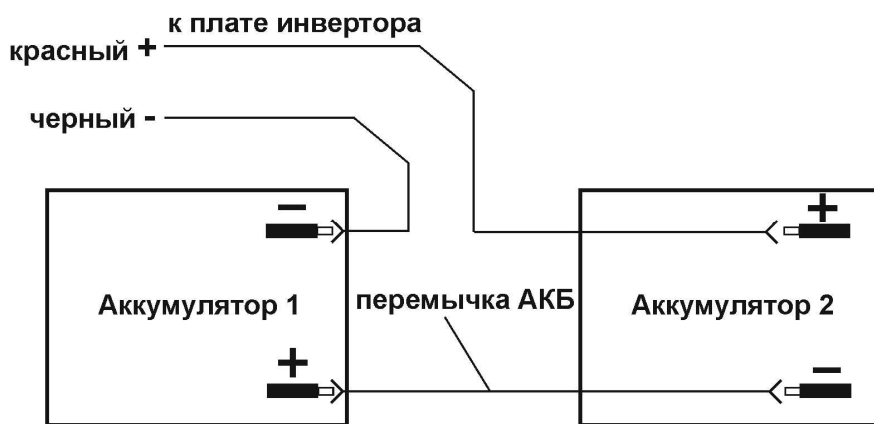 к плате инвертора
красный +
черный -
−
+
Аккумулятор 1
перемычка АКБ
Аккумулятор 2
+
−